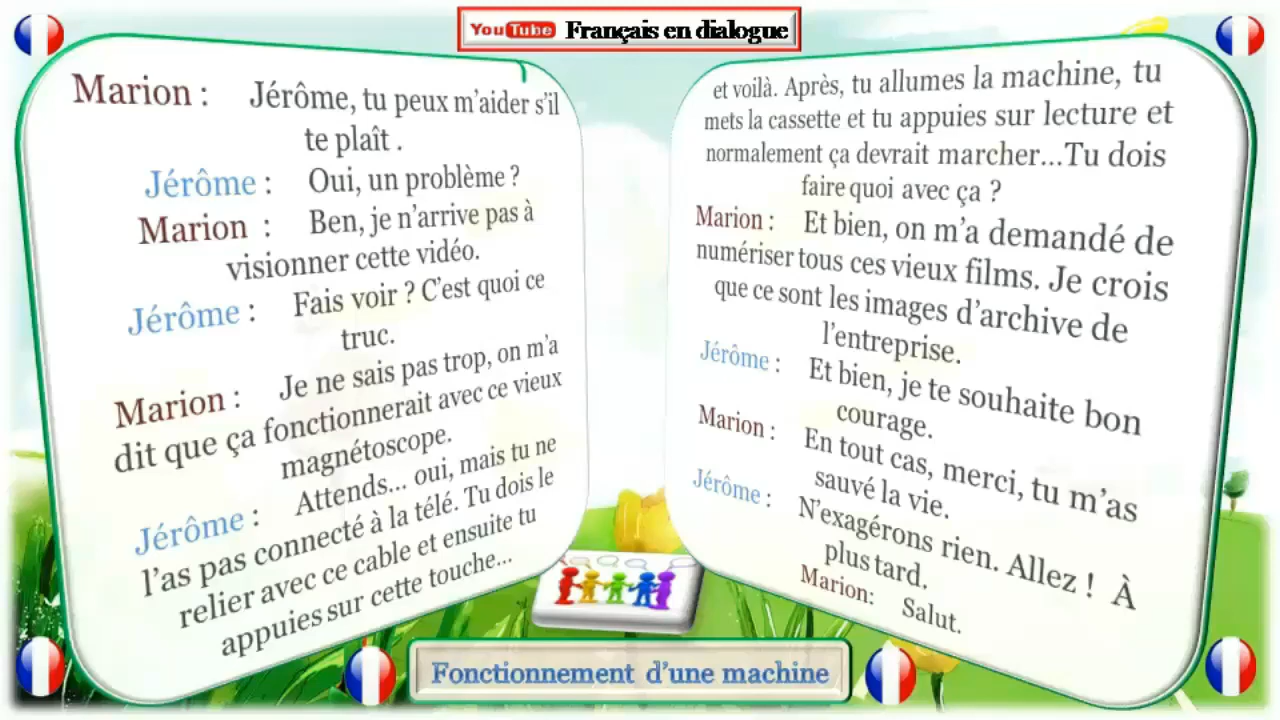 YouTube Français en dialogue
Marion : Jérôme, tu peux m'aider s'il
te plaît .
Jérôme : Oui, un problème ?
Marion : Ben, je n'arrive pas à
visionner cette vidéo.
Jérôme : Fais voir ? C'est quoi ce
truc.
Marion : Je ne sais pas trop, on m'a
dit que ça fonctionnerait avec ce vieux
magnétoscope.
Jérôme : Attends... oui, mais tu ne
l'as pas connecté à la télé. Tu dois le
relier avec ce cable et ensuite tu
appuies sur cette touche...
et voilà. Après, tu allumes la machine, tu
mets la cassette et tu appuies sur lecture et
normalement ça devrait marcher...Tu dois
faire quoi avec ça ?
Marion : Et bien, on m'a demandé de
numériser tous ces vieux films. Je crois
que ce sont les images d'archive de
l'entreprise.
Jérôme : Et bien, je te souhaite bon
courage.
Marion : En tout cas, merci, tu m'as
sauvé la vie.
Jérôme : N'exagérons rien. Allez ! À
plus tard.
Marion: Salut.
Fonctionnement d'une machine